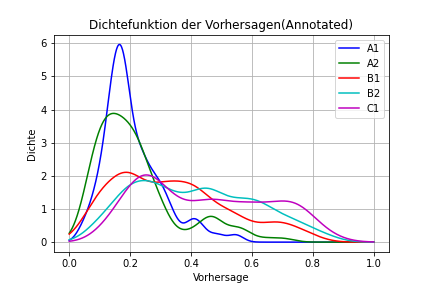 Dichtefunktion der Vorhersagen(Annotated)
6
5
4
3
2
1
0
Dichte
A1
A2
B1
B2
C1
0.0 0.2 0.4 0.6 0.8 1.0
Vorhersage